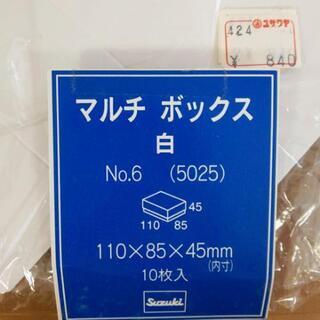 ユザワヤ
424
¥ 840
マルチ ボックス
白
No.6 (5025)
45
110 85
110×85×45mm
(内寸)
10枚入
Suzuki